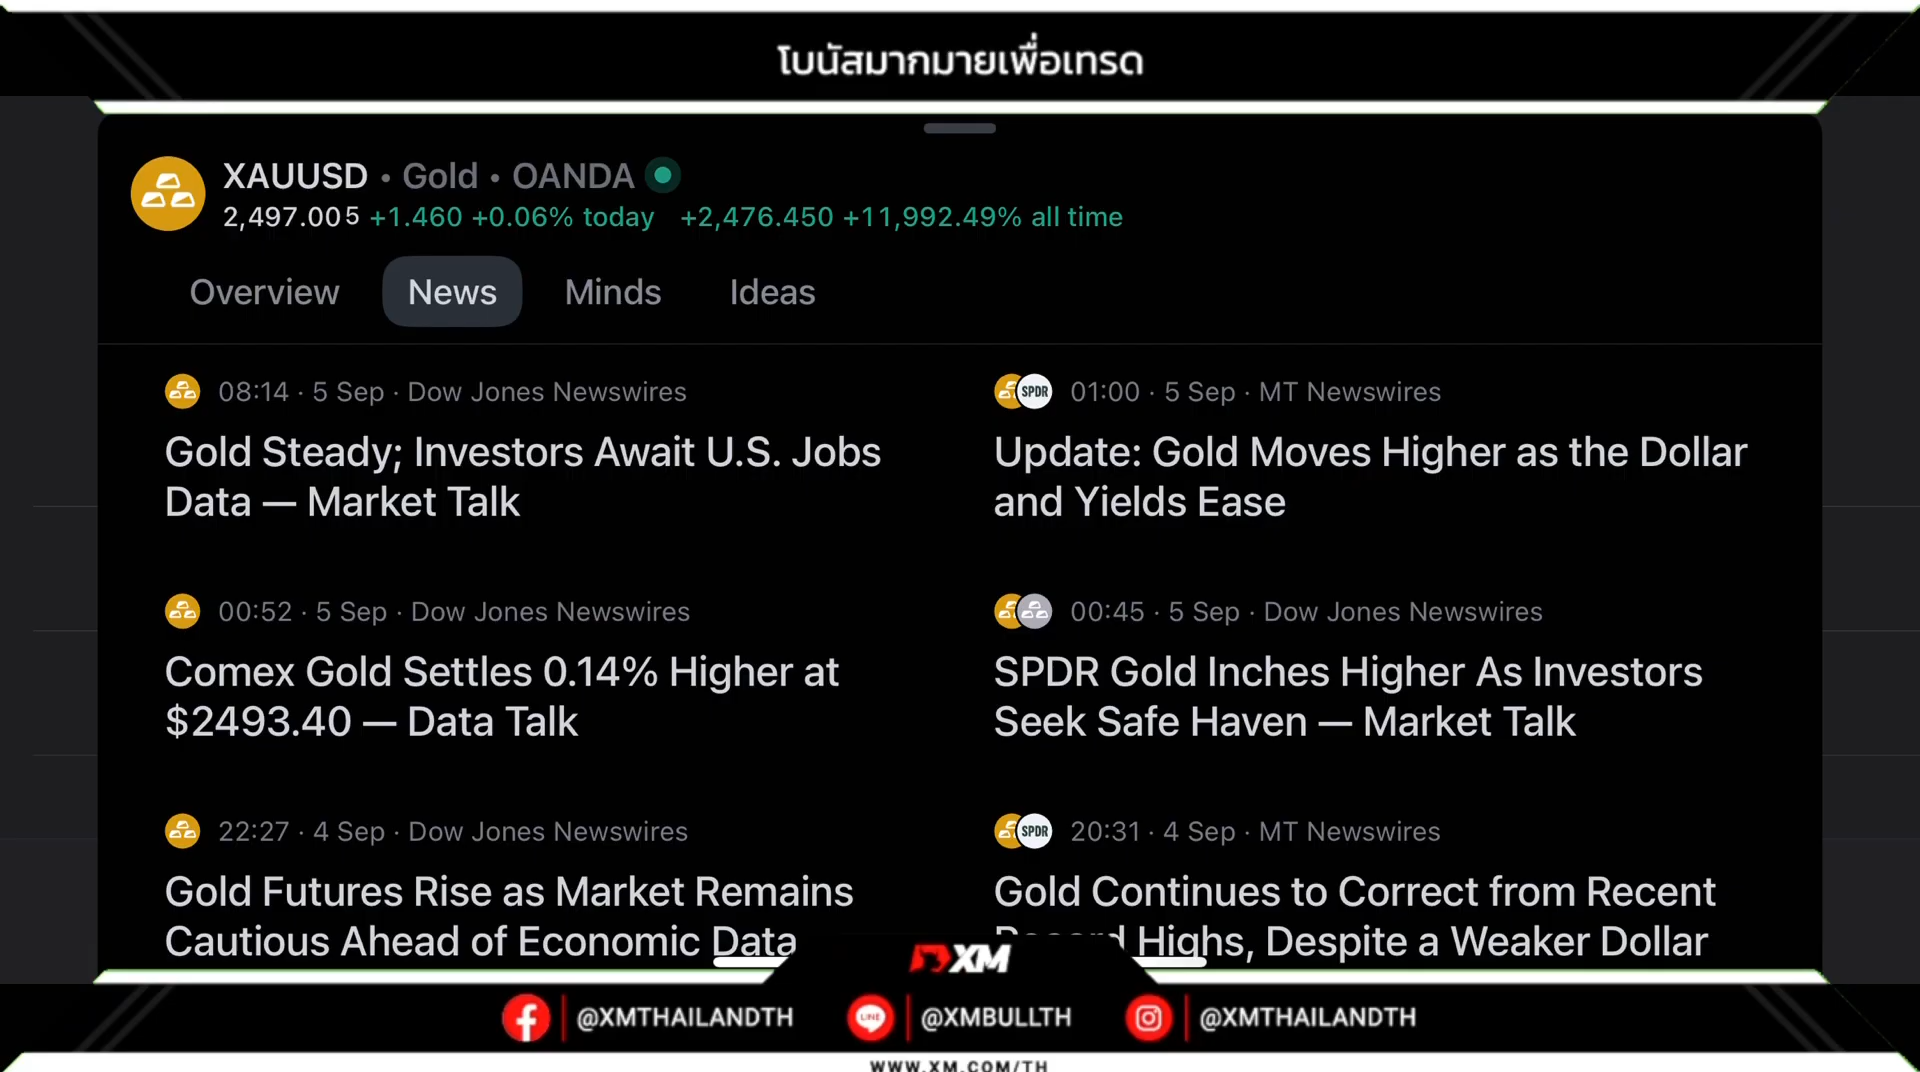 โบนัสมากมายเพื่อเทรด
XAUUSD • Gold • OANDA
2,497.005 +1.460 +0.06% today +2,476.450 +11,992.49% all time
Overview News Minds Ideas
08:14 · 5 Sep · Dow Jones Newswires
Gold Steady; Investors Await U.S. Jobs
Data — Market Talk
SPDR 01:00 · 5 Sep · MT Newswires
Update: Gold Moves Higher as the Dollar
and Yields Ease
00:52 · 5 Sep · Dow Jones Newswires
Comex Gold Settles 0.14% Higher at
$2493.40 — Data Talk
00:45 · 5 Sep · Dow Jones Newswires
SPDR Gold Inches Higher As Investors
Seek Safe Haven — Market Talk
22:27 · 4 Sep · Dow Jones Newswires
Gold Futures Rise as Market Remains
Cautious Ahead of Economic Data
SPDR 20:31 · 4 Sep · MT Newswires
Gold Continues to Correct from Recent
Record Highs, Despite a Weaker Dollar
XM
@XMTHAILANDTH LINE @XMBULLTH @XMTHAILANDTH
WWW.XM.COM/TH